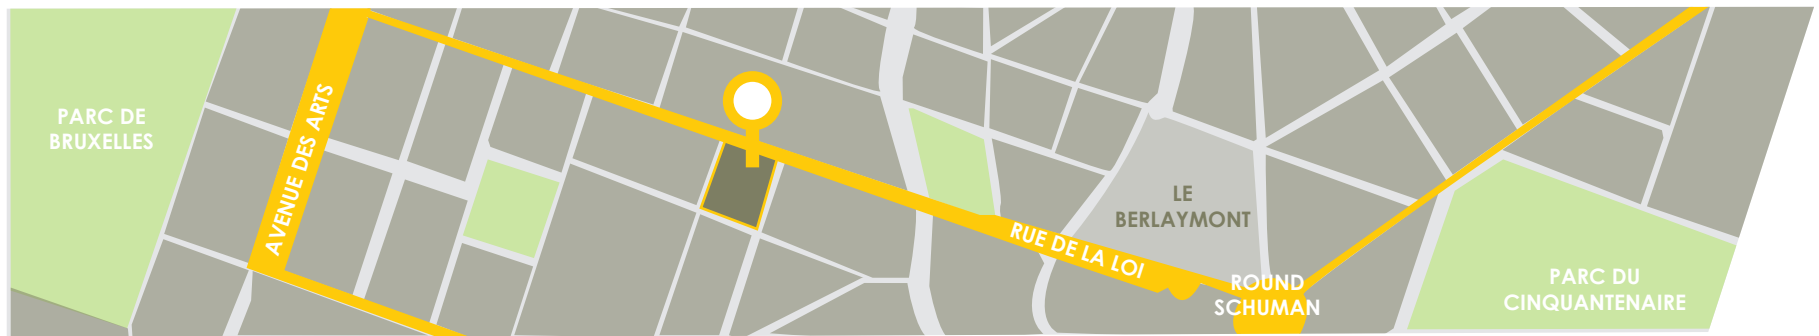 PARC DE
BRUXELLES
AVENUE DES ARTS
LE
BERLAYMONT
RUE DE LA LOI
ROUND
SCHUMAN
PARC DU
CINQUANTENAIRE